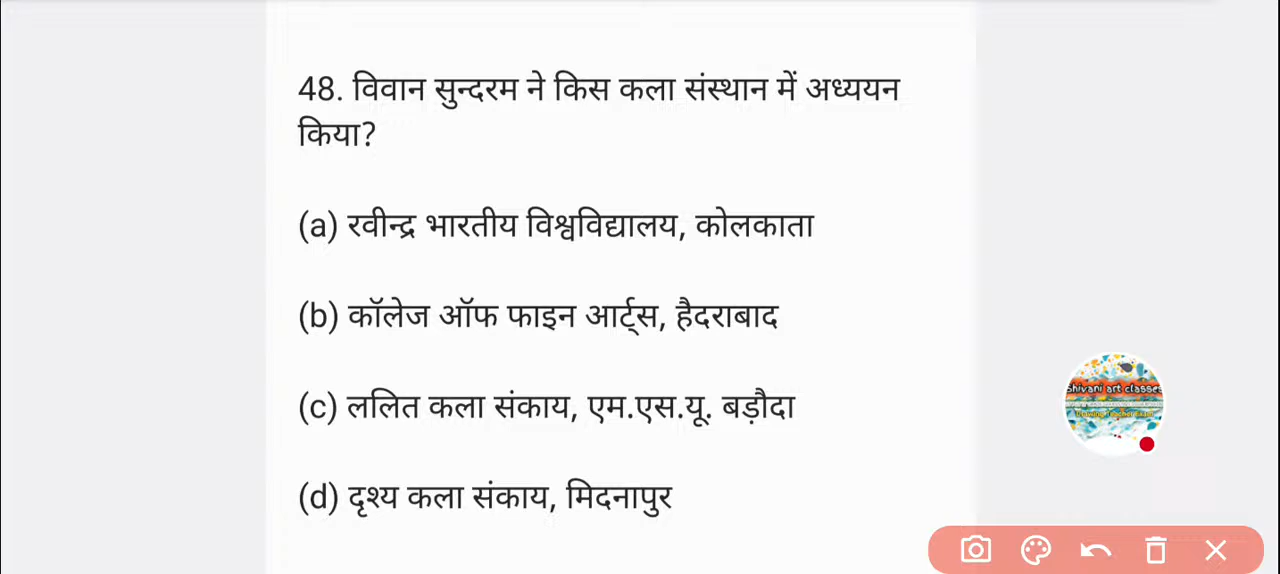 48. विवान सुन्दरम ने किस कला संस्थान में अध्ययन
किया?
(a) रवीन्द्र भारतीय विश्वविद्यालय, कोलकाता
(b) कॉलेज ऑफ फाइन आर्ट्स, हैदराबाद
(c) ललित कला संकाय, एम.एस.यू. बड़ौदा
(d) दृश्य कला संकाय, मिदनापुर
Shivani art classes